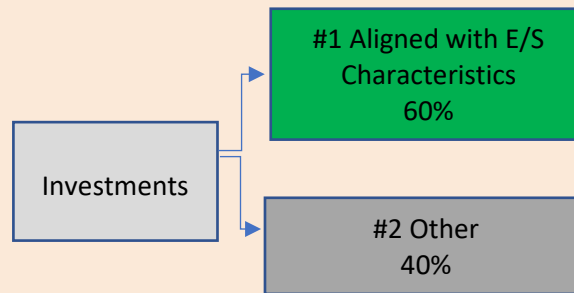 #1 Aligned with E/S
Characteristics
60%
Investments
#2 Other
40%